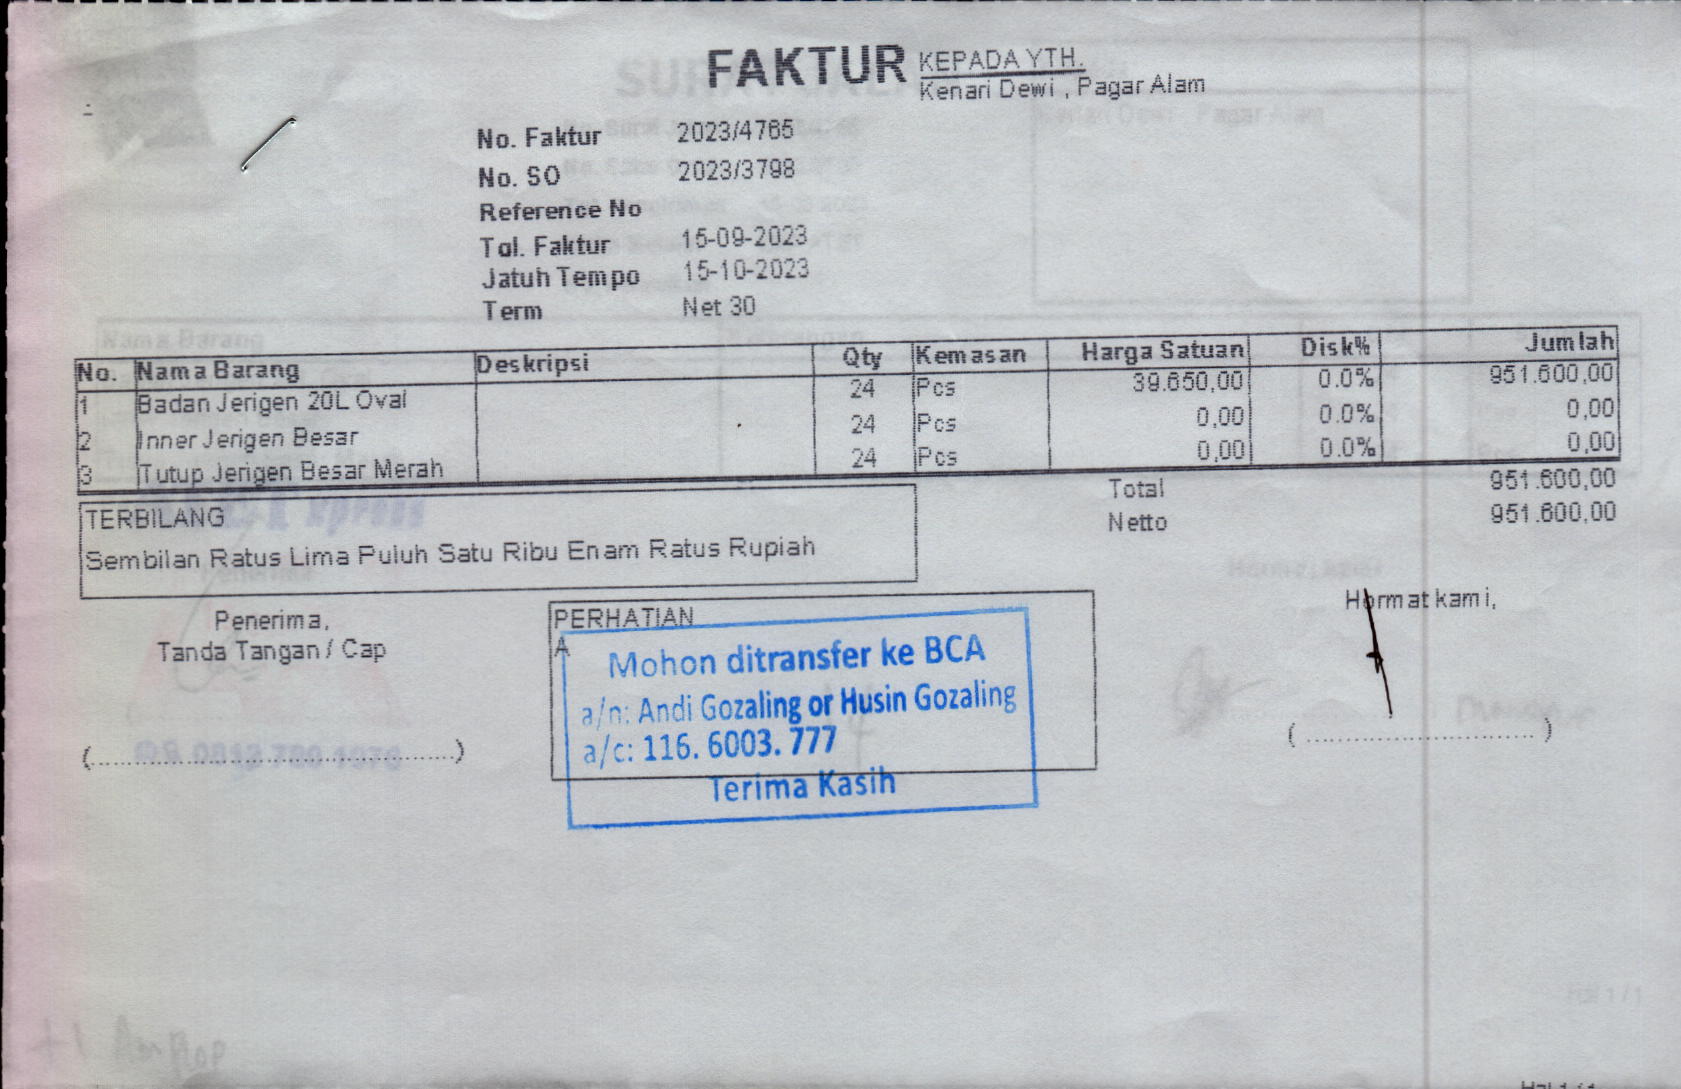 FAKTUR
KEPADA YTH.
Kenari Dewi , Pagar Alam
No. Faktur 2023/4765
No. SO 2023/3798
Reference No
Tgl. Faktur 15-09-2023
Jatuh Tempo 15-10-2023
Term Net 30
No. Nama Barang Deskripsi Qty Kemasan Harga Satuan Disk% Jumlah
1 Badan Jerigen 20L Oval 24 Pcs 39.650,00 0.0% 951.600,00
2 Inner Jerigen Besar 24 Pcs 0,00 0.0% 0,00
3 Tutup Jerigen Besar Merah 24 Pcs 0,00 0.0% 0,00
Total 951.600,00
Netto 951.600,00
TERBILANG
Sembilan Ratus Lima Puluh Satu Ribu Enam Ratus Rupiah
Penerima,
Tanda Tangan / Cap
(........................................................)
PERHATIAN
A
Mohon ditransfer ke BCA
a/n: Andi Gozaling or Husin Gozaling
a/c: 116. 6003. 777
Terima Kasih
Hormat kami,
( ................................... )
Hal 1 / 1